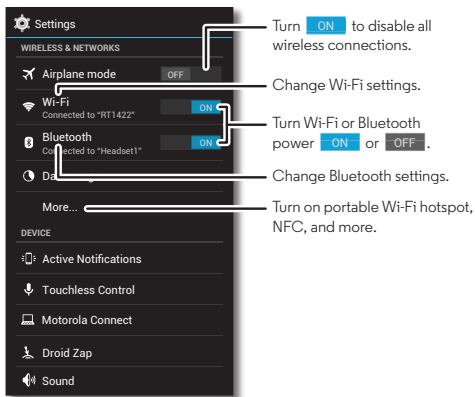 Settings
WIRELESS & NETWORKS
Airplane mode OFF
Wi-Fi
Connected to "RT1422" ON
Bluetooth
Connected to "Headset1" ON
More...
DEVICE
Active Notifications
Touchless Control
Motorola Connect
Droid Zap
Sound
Turn ON to disable all
wireless connections.
Change Wi-Fi settings.
Turn Wi-Fi or Bluetooth
power ON or OFF.
Change Bluetooth settings.
Turn on portable Wi-Fi hotspot,
NFC, and more.